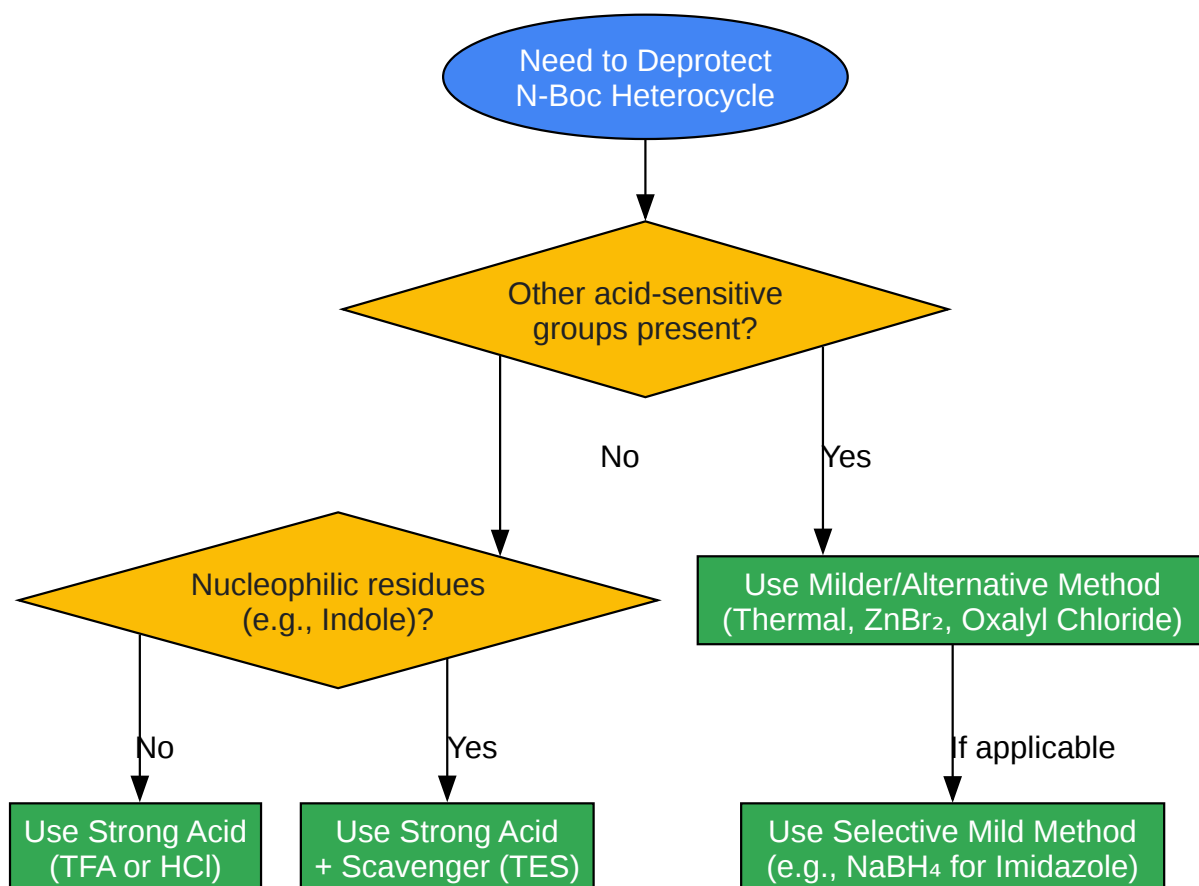 Need to Deprotect
N-Boc Heterocycle
Other acid-sensitive
groups present?
No
Yes
Nucleophilic residues
(e.g., Indole)?
Use Milder/Alternative Method
(Thermal, ZnBr₂, Oxalyl Chloride)
No
Yes
If applicable
Use Strong Acid
(TFA or HCl)
Use Strong Acid
+ Scavenger (TES)
Use Selective Mild Method
(e.g., NaBH₄ for Imidazole)